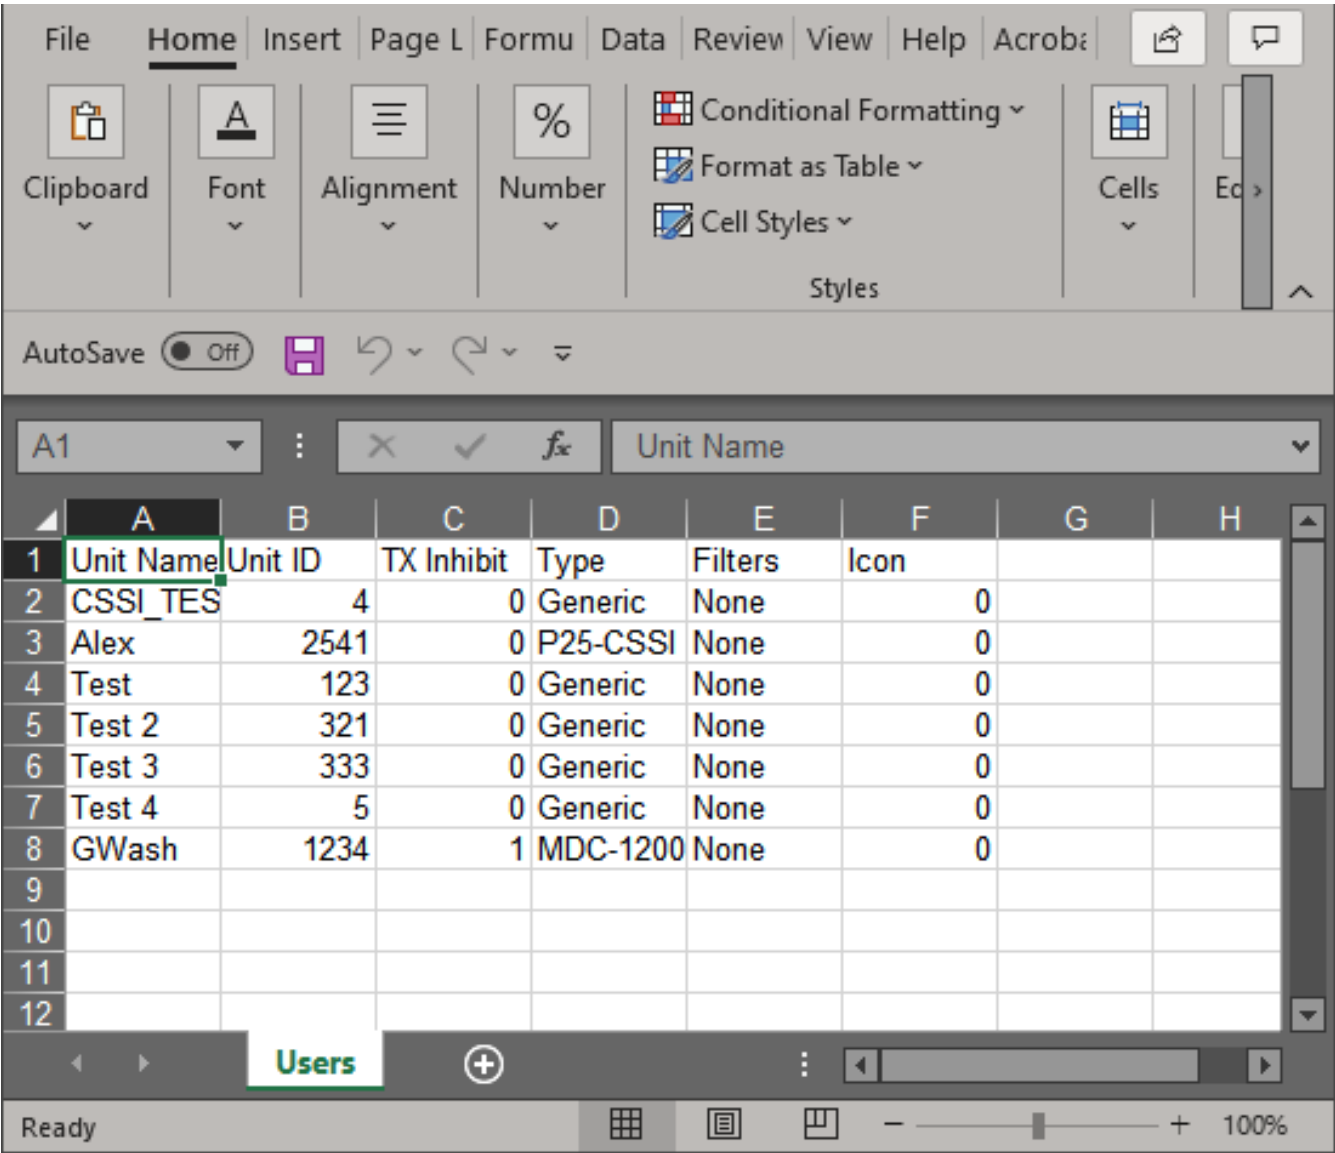 File Home Insert Page L Formu Data Review View Help Acroba
Conditional Formatting
Format as Table
Cell Styles
Clipboard Font Alignment Number Cells Ed
Styles
AutoSave Off
A1 fx Unit Name
A B C D E F G H
1 Unit Name Unit ID TX Inhibit Type Filters Icon
2 CSSI_TES 4 0 Generic None 0
3 Alex 2541 0 P25-CSSI None 0
4 Test 123 0 Generic None 0
5 Test 2 321 0 Generic None 0
6 Test 3 333 0 Generic None 0
7 Test 4 5 0 Generic None 0
8 GWash 1234 1 MDC-1200 None 0
9
10
11
12
Users
Ready 100%